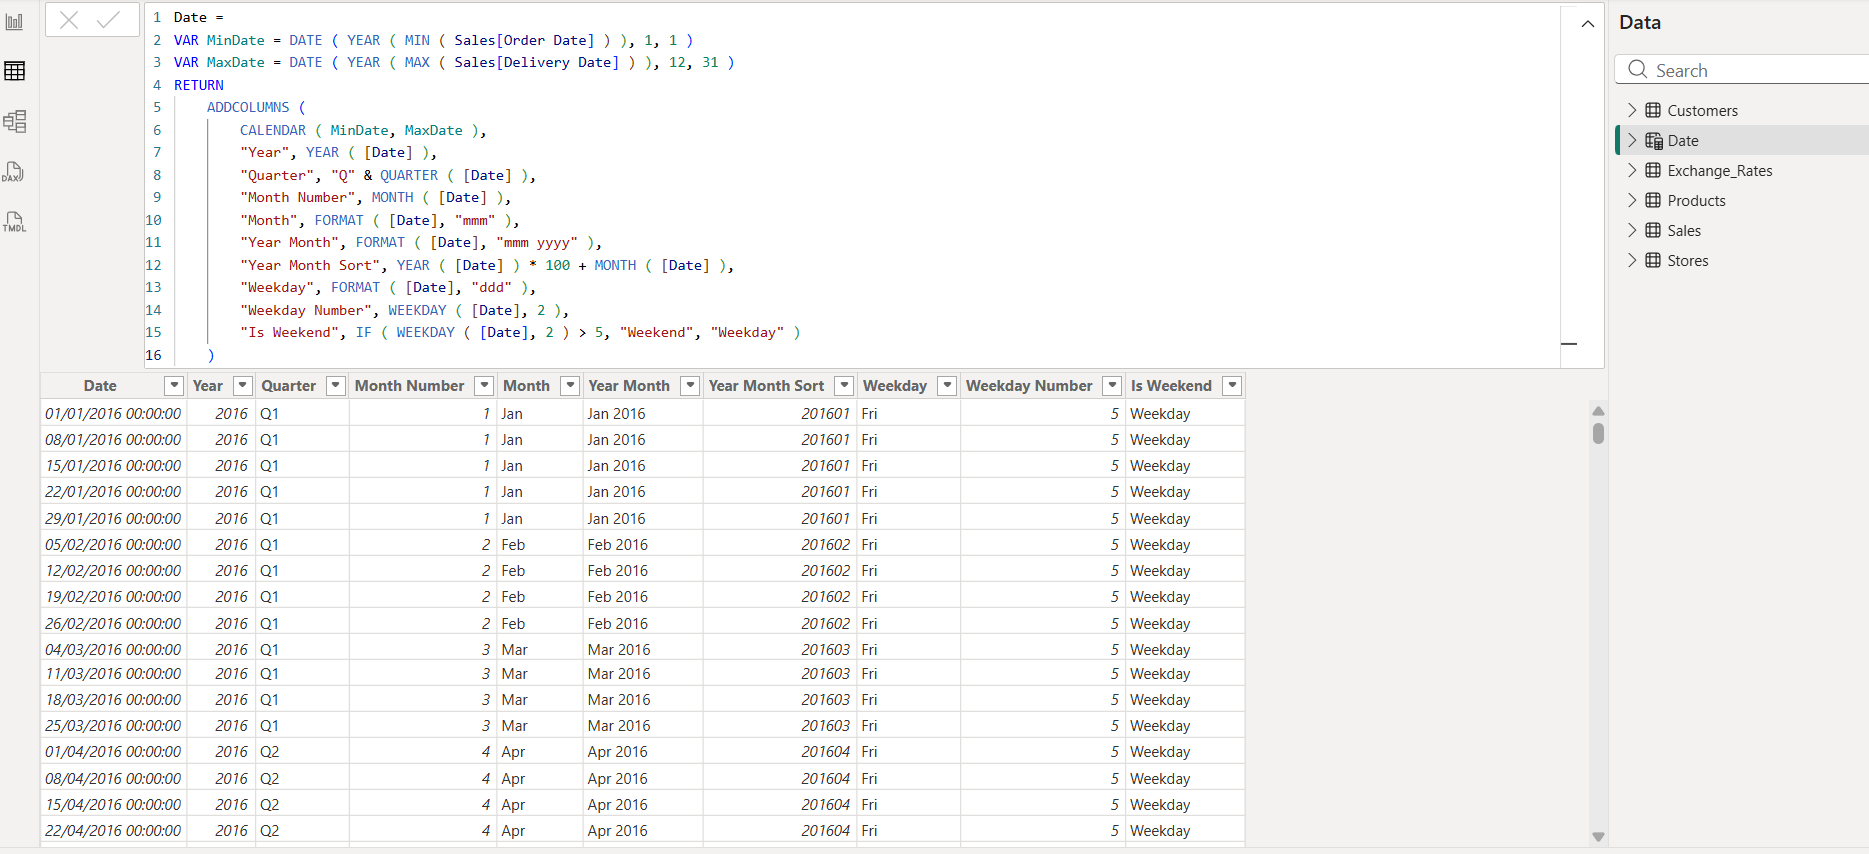 1 Date =
2 VAR MinDate = DATE ( YEAR ( MIN ( Sales[Order Date] ) ), 1, 1 )
3 VAR MaxDate = DATE ( YEAR ( MAX ( Sales[Delivery Date] ) ), 12, 31 )
4 RETURN
5 ADDCOLUMNS (
6 CALENDAR ( MinDate, MaxDate ),
7 "Year", YEAR ( [Date] ),
8 "Quarter", "Q" & QUARTER ( [Date] ),
9 "Month Number", MONTH ( [Date] ),
10 "Month", FORMAT ( [Date], "mmm" ),
11 "Year Month", FORMAT ( [Date], "mmm yyyy" ),
12 "Year Month Sort", YEAR ( [Date] ) * 100 + MONTH ( [Date] ),
13 "Weekday", FORMAT ( [Date], "ddd" ),
14 "Weekday Number", WEEKDAY ( [Date], 2 ),
15 "Is Weekend", IF ( WEEKDAY ( [Date], 2 ) > 5, "Weekend", "Weekday" )
16 )
Date Year Quarter Month Number Month Year Month Year Month Sort Weekday Weekday Number Is Weekend
01/01/2016 00:00:00 2016 Q1 1 Jan Jan 2016 201601 Fri 5 Weekday
08/01/2016 00:00:00 2016 Q1 1 Jan Jan 2016 201601 Fri 5 Weekday
15/01/2016 00:00:00 2016 Q1 1 Jan Jan 2016 201601 Fri 5 Weekday
22/01/2016 00:00:00 2016 Q1 1 Jan Jan 2016 201601 Fri 5 Weekday
29/01/2016 00:00:00 2016 Q1 1 Jan Jan 2016 201601 Fri 5 Weekday
05/02/2016 00:00:00 2016 Q1 2 Feb Feb 2016 201602 Fri 5 Weekday
12/02/2016 00:00:00 2016 Q1 2 Feb Feb 2016 201602 Fri 5 Weekday
19/02/2016 00:00:00 2016 Q1 2 Feb Feb 2016 201602 Fri 5 Weekday
26/02/2016 00:00:00 2016 Q1 2 Feb Feb 2016 201602 Fri 5 Weekday
04/03/2016 00:00:00 2016 Q1 3 Mar Mar 2016 201603 Fri 5 Weekday
11/03/2016 00:00:00 2016 Q1 3 Mar Mar 2016 201603 Fri 5 Weekday
18/03/2016 00:00:00 2016 Q1 3 Mar Mar 2016 201603 Fri 5 Weekday
25/03/2016 00:00:00 2016 Q1 3 Mar Mar 2016 201603 Fri 5 Weekday
01/04/2016 00:00:00 2016 Q2 4 Apr Apr 2016 201604 Fri 5 Weekday
08/04/2016 00:00:00 2016 Q2 4 Apr Apr 2016 201604 Fri 5 Weekday
15/04/2016 00:00:00 2016 Q2 4 Apr Apr 2016 201604 Fri 5 Weekday
22/04/2016 00:00:00 2016 Q2 4 Apr Apr 2016 201604 Fri 5 Weekday
DAX
TMDL
Data
Search
Customers
Date
Exchange_Rates
Products
Sales
Stores